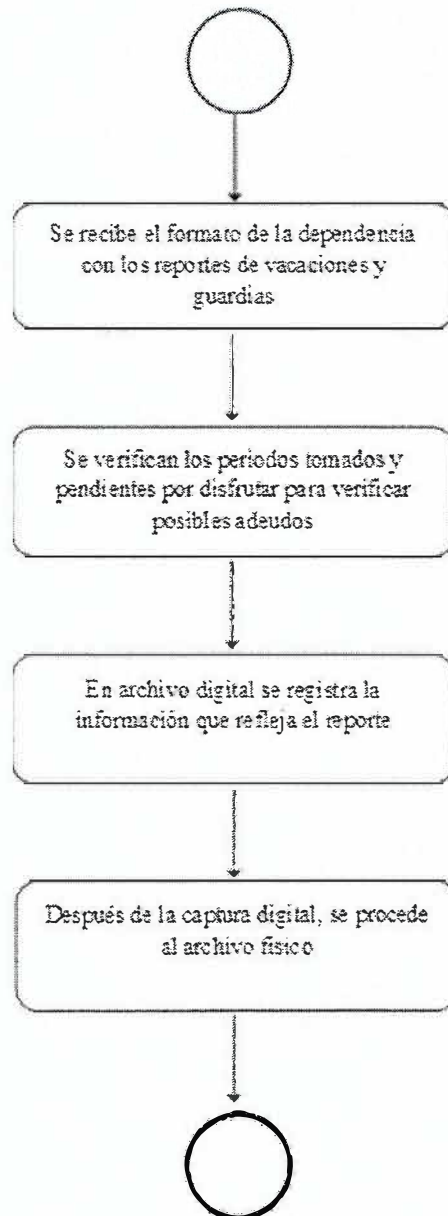 Se recibe el formato de la dependencia
con los reportes de vacaciones y
guardias
Se verifican los periodos tomados y
pendientes por disfrutar para verificar
posibles adeudos
En archivo digital se registra la
información que refleja el reporte
Después de la captura digital, se procede
al archivo físico